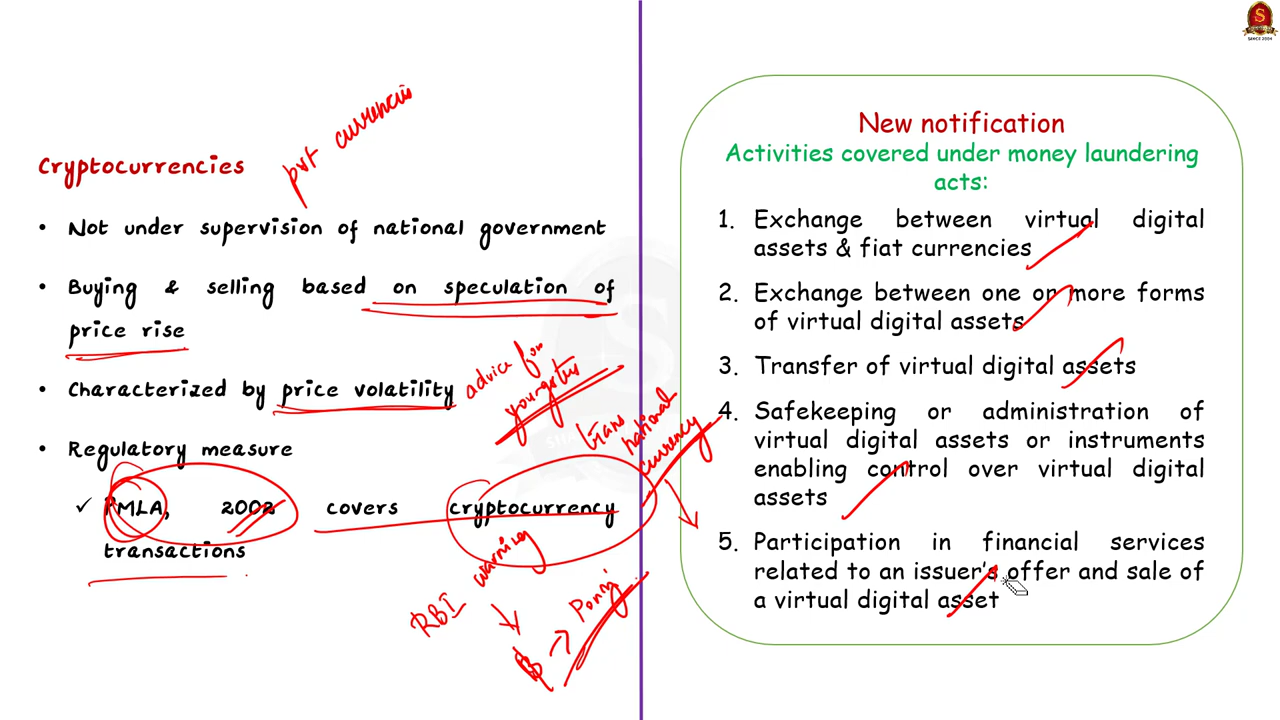 S
SINCE 2004
pvt currencies
Cryptocurrencies
• Not under supervision of national government
• Buying & selling based on speculation of
price rise
• Characterized by price volatility
advice for
youngsters
• Regulatory measure
trans
national
currency
✓ PMLA, 2002 covers cryptocurrency
transactions
RBI warning
New notification
Activities covered under money laundering
acts:
1. Exchange between virtual digital
assets & fiat currencies
2. Exchange between one or more forms
of virtual digital assets
3. Transfer of virtual digital assets
4. Safekeeping or administration of
virtual digital assets or instruments
enabling control over virtual digital
assets
5. Participation in financial services
related to an issuer's offer and sale of
a virtual digital asset